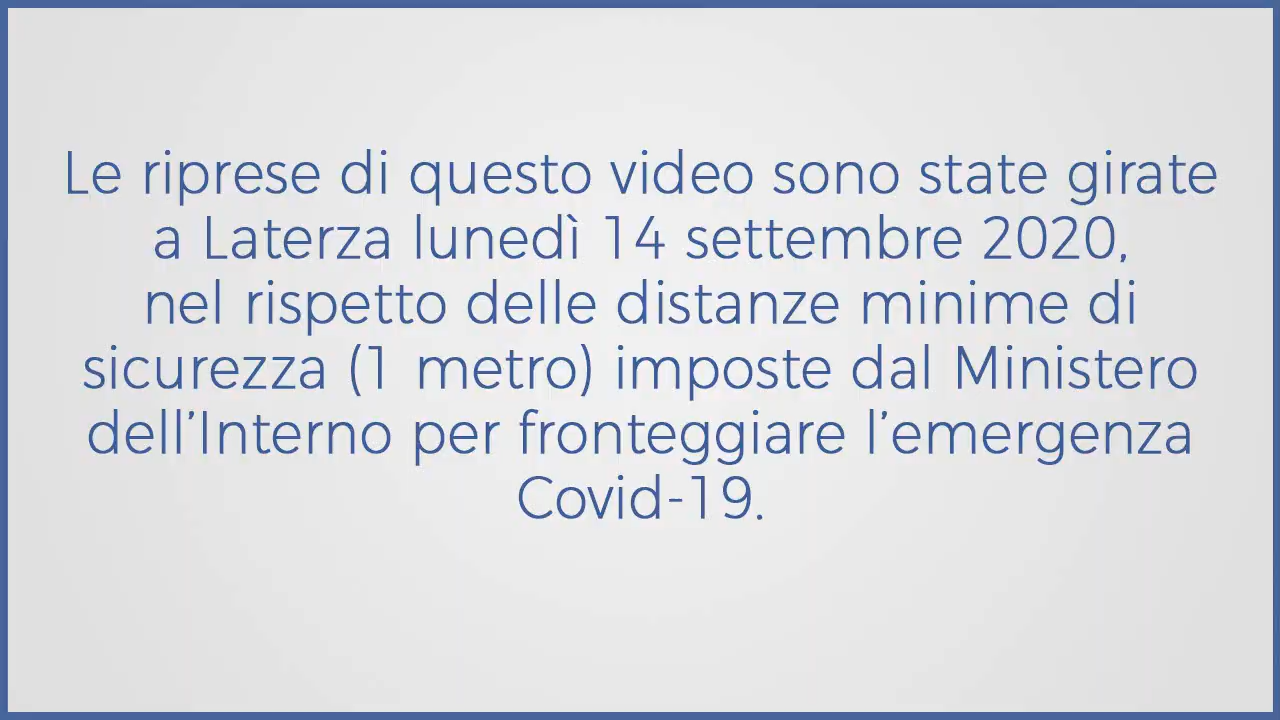 Le riprese di questo video sono state girate
a Laterza lunedì 14 settembre 2020,
nel rispetto delle distanze minime di
sicurezza (1 metro) imposte dal Ministero
dell’Interno per fronteggiare l’emergenza
Covid-19.